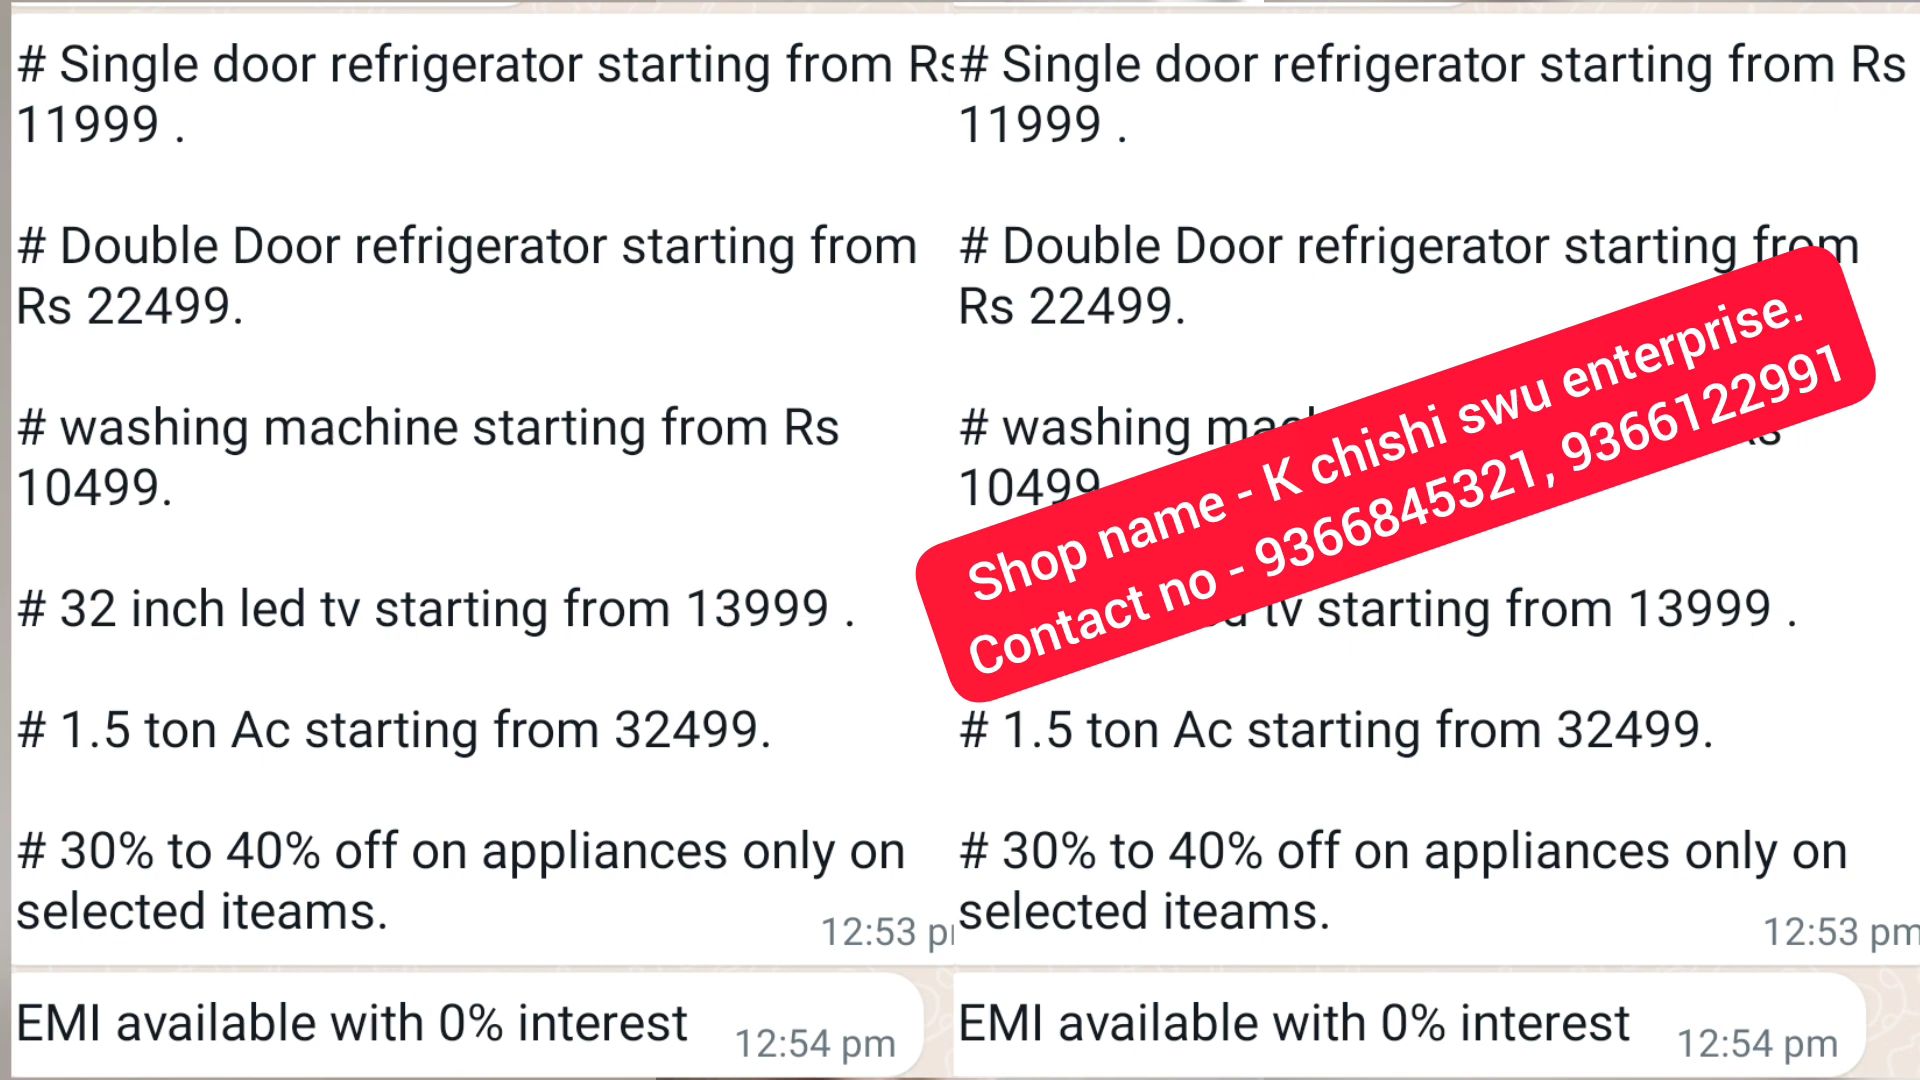 # Single door refrigerator starting from Rs
11999 .
# Double Door refrigerator starting from
Rs 22499.
# washing machine starting from Rs
10499.
# 32 inch led tv starting from 13999 .
# 1.5 ton Ac starting from 32499.
# 30% to 40% off on appliances only on
selected iteams.
12:53
EMI available with 0% interest
12:54 pm
# Single door refrigerator starting from Rs
11999 .
# Double Door refrigerator starting from
Rs 22499.
# washing
10499
Shop name - K chishi swu enterprise.
Contact no - 9366845321, 9366122991
tv starting from 13999 .
# 1.5 ton Ac starting from 32499.
# 30% to 40% off on appliances only on
selected iteams.
12:53 pm
EMI available with 0% interest
12:54 pm